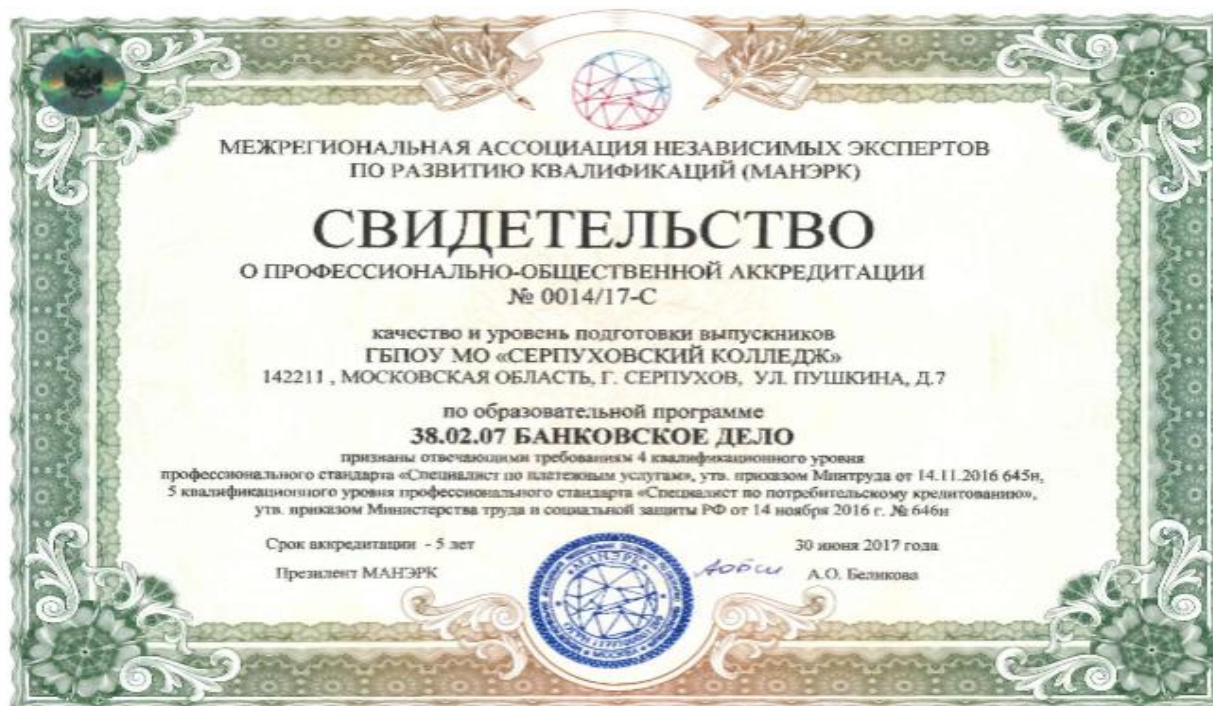 МЕЖРЕГИОНАЛЬНАЯ АССОЦИАЦИЯ НЕЗАВИСИМЫХ ЭКСПЕРТОВ
ПО РАЗВИТИЮ КВАЛИФИКАЦИЙ (МАНЭРК)
СВИДЕТЕЛЬСТВО
О ПРОФЕССИОНАЛЬНО-ОБЩЕСТВЕННОЙ АККРЕДИТАЦИИ
№ 0014/17-С
качество и уровень подготовки выпускников
ГБПОУ МО «СЕРПУХОВСКИЙ КОЛЛЕДЖ»
142211 , МОСКОВСКАЯ ОБЛАСТЬ, Г. СЕРПУХОВ, УЛ. ПУШКИНА, Д.7
по образовательной программе
38.02.07 БАНКОВСКОЕ ДЕЛО
признаны отвечающими требованиям 4 квалификационного уровня
профессионального стандарта «Специалист по платежным услугам», утв. приказом Минтруда от 14.11.2016 645н,
5 квалификационного уровня профессионального стандарта «Специалист по потребительскому кредитованию»,
утв. приказом Министерства труда и социальной защиты РФ от 14 ноября 2016 г. № 646н
Срок аккредитации - 5 лет
30 июня 2017 года
Президент МАНЭРК
А.О. Беликова
МАНЭРК
МОСКВА